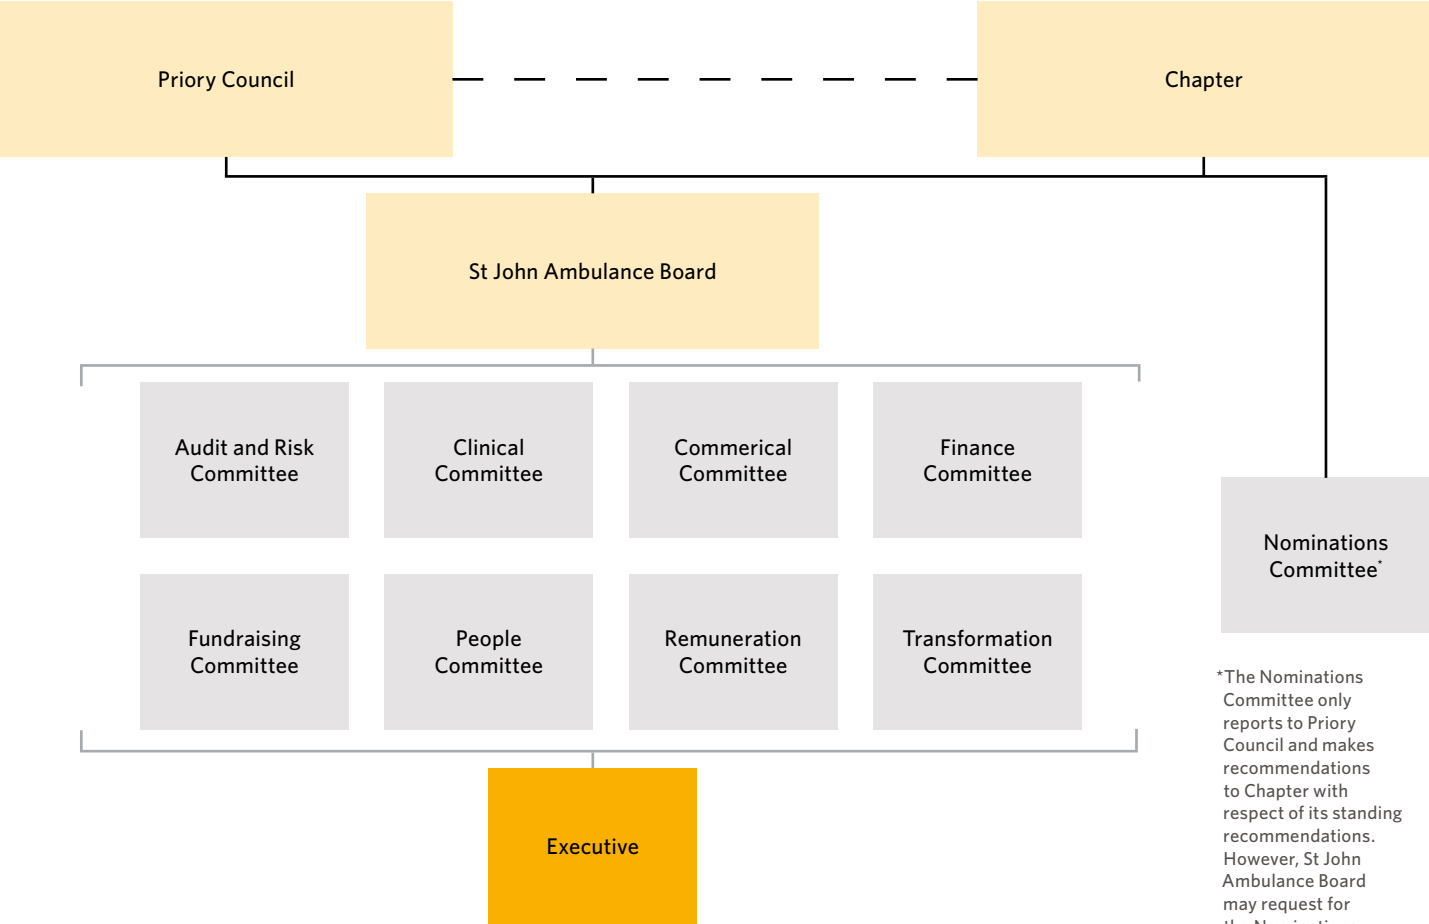 Priory Council
Chapter
St John Ambulance Board
Audit and Risk
Committee
Clinical
Committee
Commerical
Committee
Finance
Committee
Nominations
Committee*
Fundraising
Committee
People
Committee
Remuneration
Committee
Transformation
Committee
*The Nominations
Committee only
reports to Priory
Council and makes
recommendations
to Chapter with
respect of its standing
recommendations.
However, St John
Ambulance Board
may request for
Executive